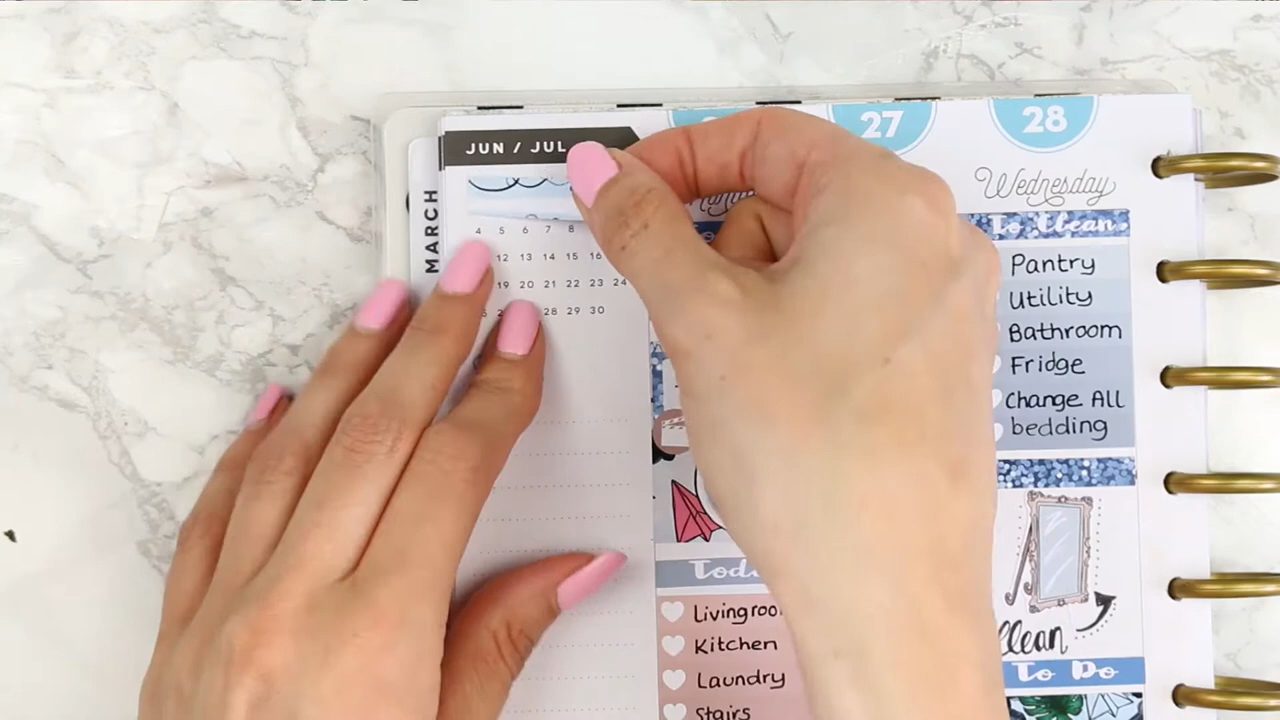 JUN / JUL
27
28
Wednesday
MARCH
4 5 6 7 8
12 13 14 15 16
19 20 21 22 23 24
28 29 30
To Clean
Pantry
Utility
Bathroom
Fridge
Change All
bedding
Kitchen
Laundry
Stairs
Clean
To Do